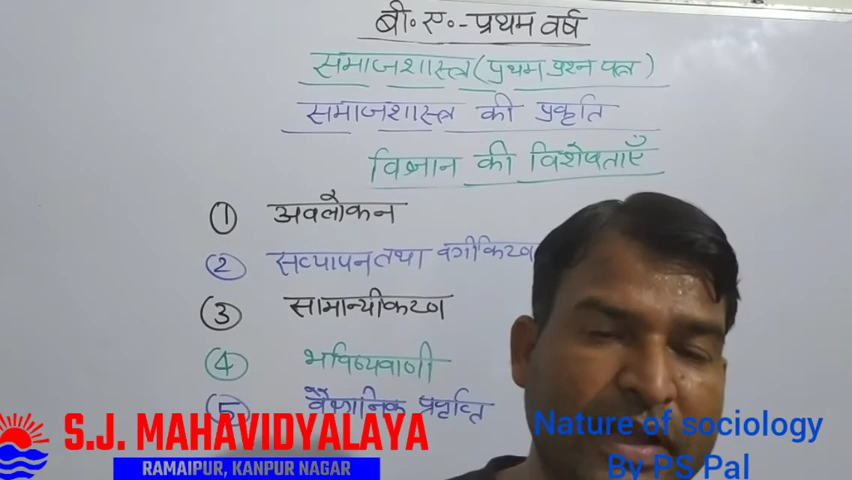 बी॰ ए॰ - प्रथम वर्ष
समाजशास्त्र (प्रथम प्रश्न पत्र)
समाजशास्त्र की प्रकृति
विज्ञान की विशेषताएँ
① अवलोकन
② सत्यापन तथा वर्गीकरण
③ सामान्यीकरण
④ भविष्यवाणी
⑤ वैज्ञानिक प्रवृत्ति
S.J. MAHAVIDYALAYA
RAMAIPUR, KANPUR NAGAR
Nature of sociology
By PS Pal